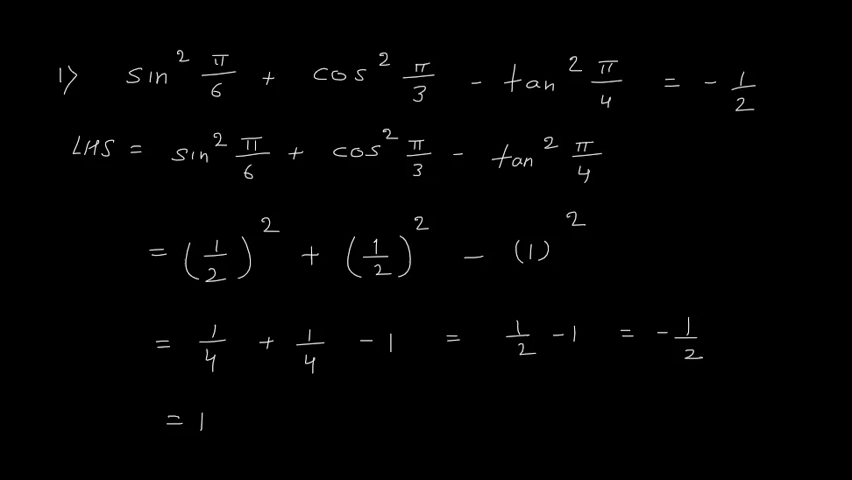 1) sin² π/6 + cos² π/3 - tan² π/4 = - 1/2
LHS = sin² π/6 + cos² π/3 - tan² π/4
= (1/2)² + (1/2)² - (1)²
= 1/4 + 1/4 - 1 = 1/2 - 1 = - 1/2
= 1